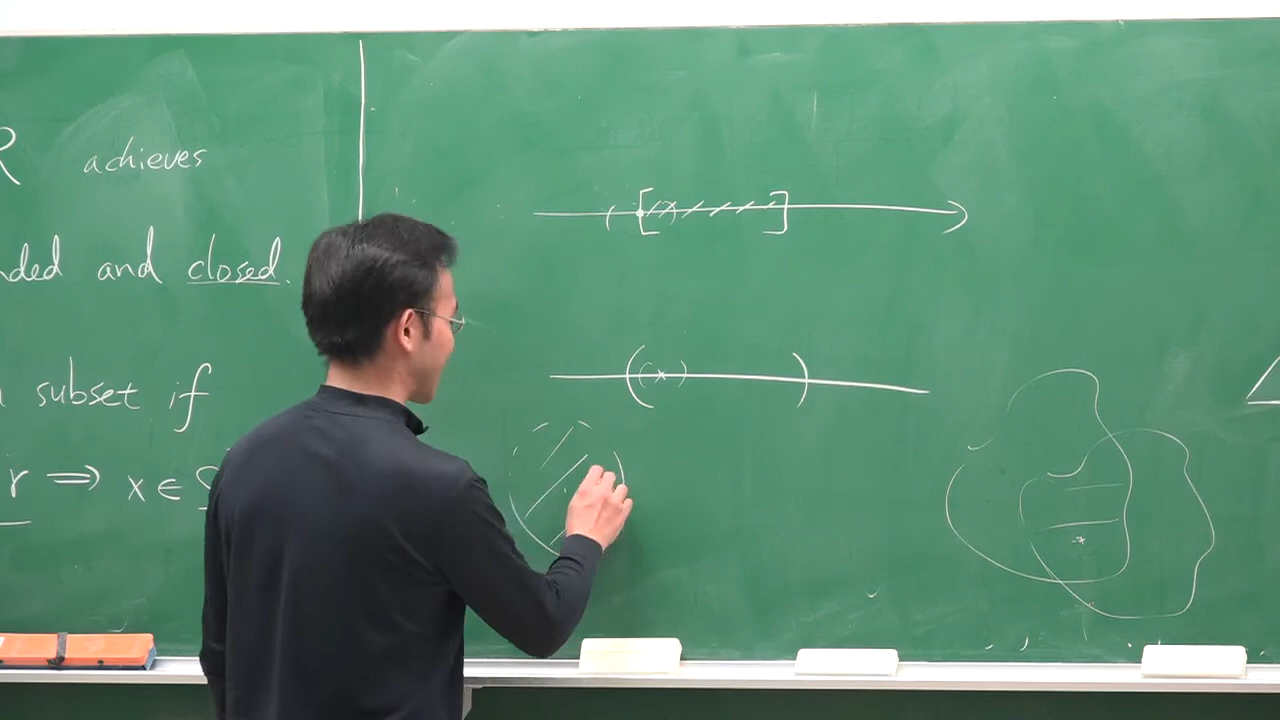 R achieves
nded and closed.
subset if
r ⟹ x ∈